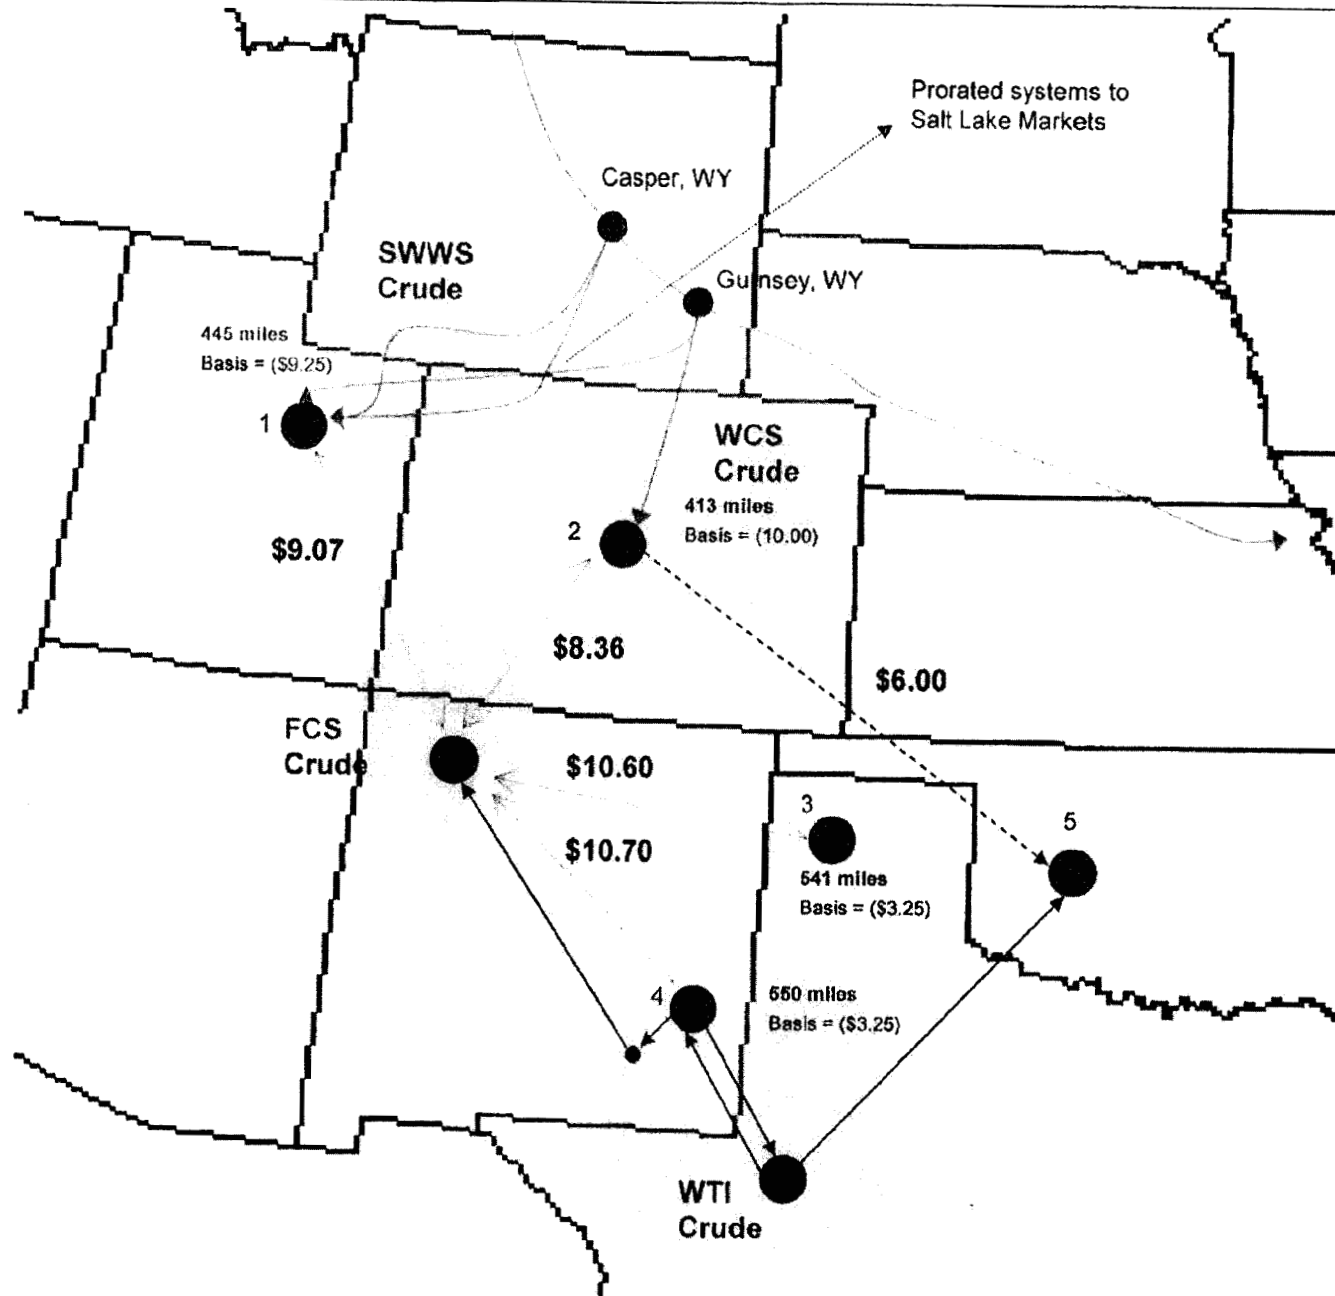 Prorated systems to
Salt Lake Markets
Casper, WY
SWWS
Crude
Gurnsey, WY
445 miles
Basis = ($9.25)
1
WCS
Crude
413 miles
Basis = (10.00)
2
$9.07
$8.36
$6.00
FCS
Crude
$10.60
3
5
$10.70
541 miles
Basis = ($3.25)
4
550 miles
Basis = ($3.25)
WTI
Crude